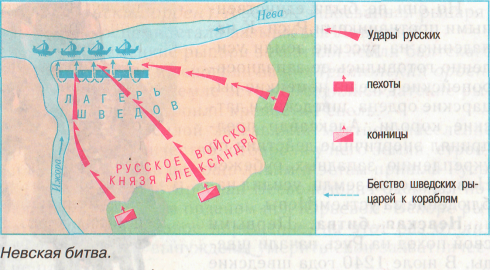 Нева
ЛАГЕРЬ
ШВЕДОВ
РУССКОЕ ВОЙСКО
КНЯЗЯ АЛЕКСАНДРА
Ижора
Удары русских
пехоты
конницы
Бегство шведских ры-
царей к кораблям
Невская битва.